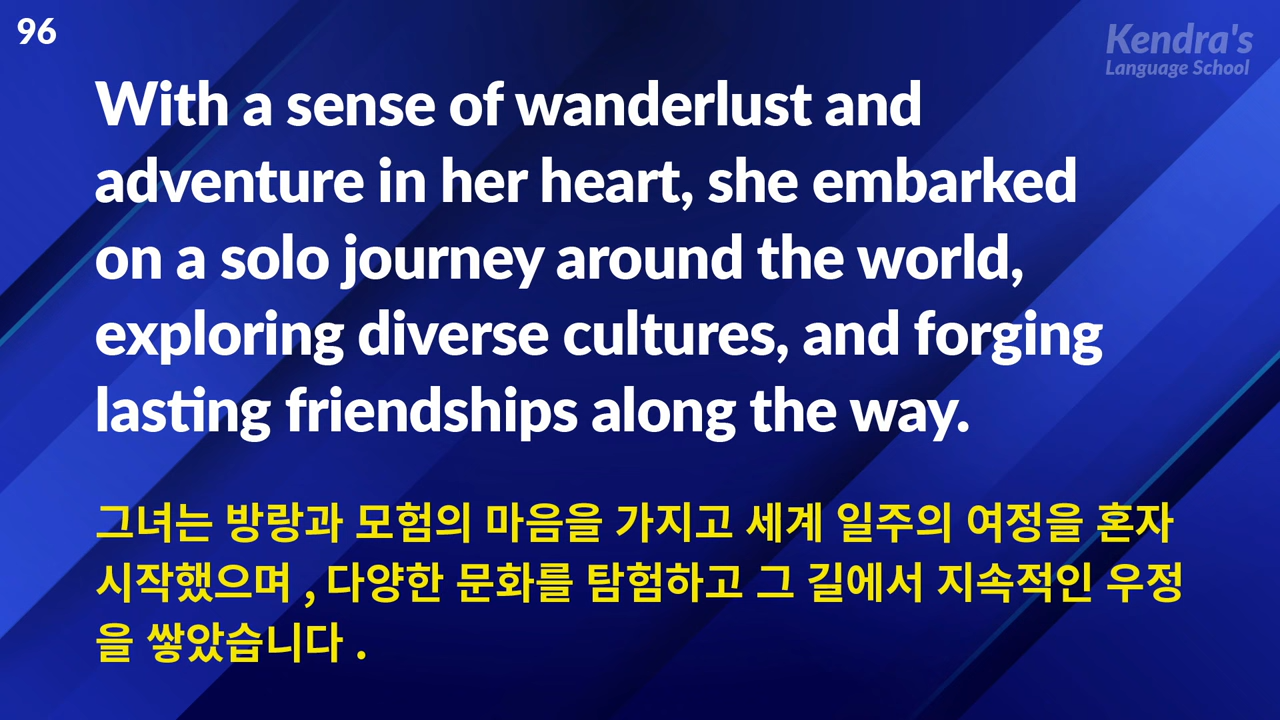 96
Kendra's
Language School
With a sense of wanderlust and
adventure in her heart, she embarked
on a solo journey around the world,
exploring diverse cultures, and forging
lasting friendships along the way.
그녀는 방랑과 모험의 마음을 가지고 세계 일주의 여정을 혼자
시작했으며 , 다양한 문화를 탐험하고 그 길에서 지속적인 우정
을 쌓았습니다 .